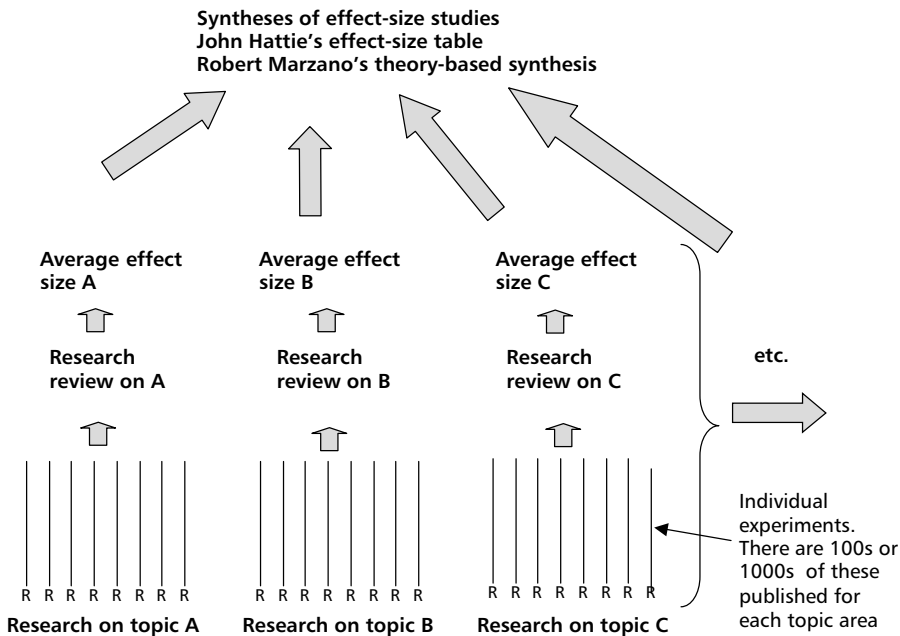 Syntheses of effect-size studies
John Hattie’s effect-size table
Robert Marzano’s theory-based synthesis
Average effect
size A
Average effect
size B
Average effect
size C
Research
review on A
Research
review on B
Research
review on C
etc.
Individual
experiments.
There are 100s or
1000s of these
published for
each topic area
R R R R R R R R
R R R R R R R R
R R R R R R R R
Research on topic A
Research on topic B
Research on topic C